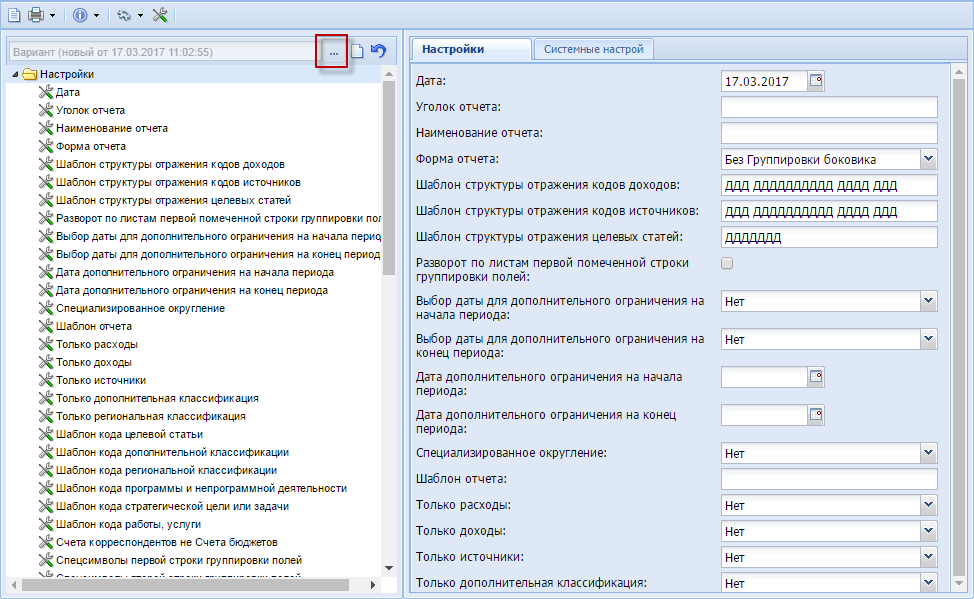 Вариант (новый от 17.03.2017 11:02:55)
...
Настройки
Дата
Уголок отчета
Наименование отчета
Форма отчета
Шаблон структуры отражения кодов доходов
Шаблон структуры отражения кодов источников
Шаблон структуры отражения целевых статей
Разворот по листам первой помеченной строки группировки пол
Выбор даты для дополнительного ограничения на начала перио
Выбор даты для дополнительного ограничения на конец период
Дата дополнительного ограничения на начала периода
Дата дополнительного ограничения на конец периода
Специализированное округление
Шаблон отчета
Только расходы
Только доходы
Только источники
Только дополнительная классификация
Только региональная классификация
Шаблон кода целевой статьи
Шаблон кода дополнительной классификации
Шаблон кода региональной классификации
Шаблон кода программы и непрограммной деятельности
Шаблон кода стратегической цели или задачи
Шаблон кода работы, услуги
Счета корреспондентов не Счета бюджетов
Спецсимволы первой строки группировки полей
Спецсимволы второй строки группировки полей
Настройки
Системные настрой
Дата: 17.03.2017
Уголок отчета:
Наименование отчета:
Форма отчета: Без Группировки боковика
Шаблон структуры отражения кодов доходов: ДДД ДДДДДДДДДД ДДДД ДДД
Шаблон структуры отражения кодов источников: ДДД ДДДДДДДДДД ДДДД ДДД
Шаблон структуры отражения целевых статей: ДДДДДДД
Разворот по листам первой помеченной строки
группировки полей:
Выбор даты для дополнительного ограничения на
начала периода: Нет
Выбор даты для дополнительного ограничения на
конец периода: Нет
Дата дополнительного ограничения на начала
периода:
Дата дополнительного ограничения на конец
периода:
Специализированное округление: Нет
Шаблон отчета:
Только расходы: Нет
Только доходы: Нет
Только источники: Нет
Только дополнительная классификация: Нет